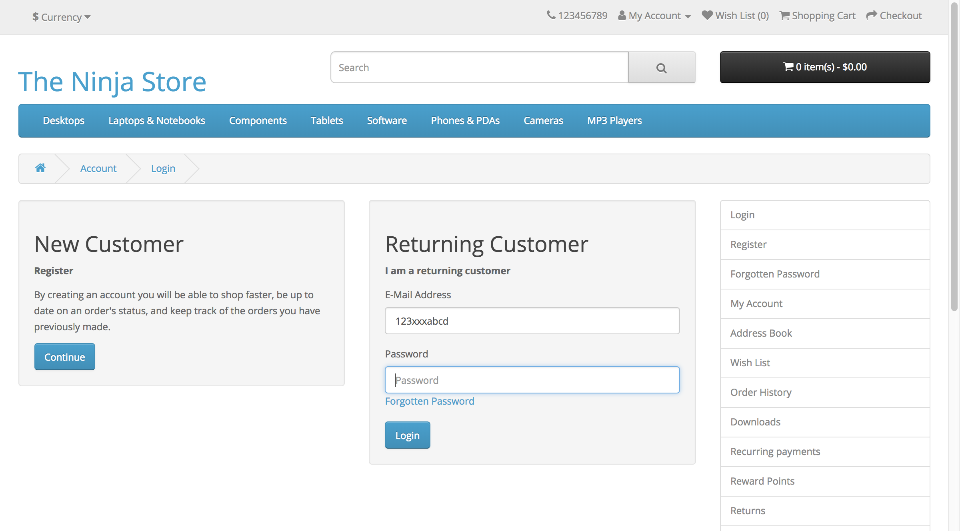 $ Currency
123456789 My Account Wish List (0) Shopping Cart Checkout
The Ninja Store
Search
0 item(s) - $0.00
Desktops Laptops & Notebooks Components Tablets Software Phones & PDAs Cameras MP3 Players
Account Login
New Customer
Register
By creating an account you will be able to shop faster, be up to
date on an order's status, and keep track of the orders you have
previously made.
Continue
Returning Customer
I am a returning customer
E-Mail Address
123xxxabcd
Password
Password
Forgotten Password
Login
Login
Register
Forgotten Password
My Account
Address Book
Wish List
Order History
Downloads
Recurring payments
Reward Points
Returns